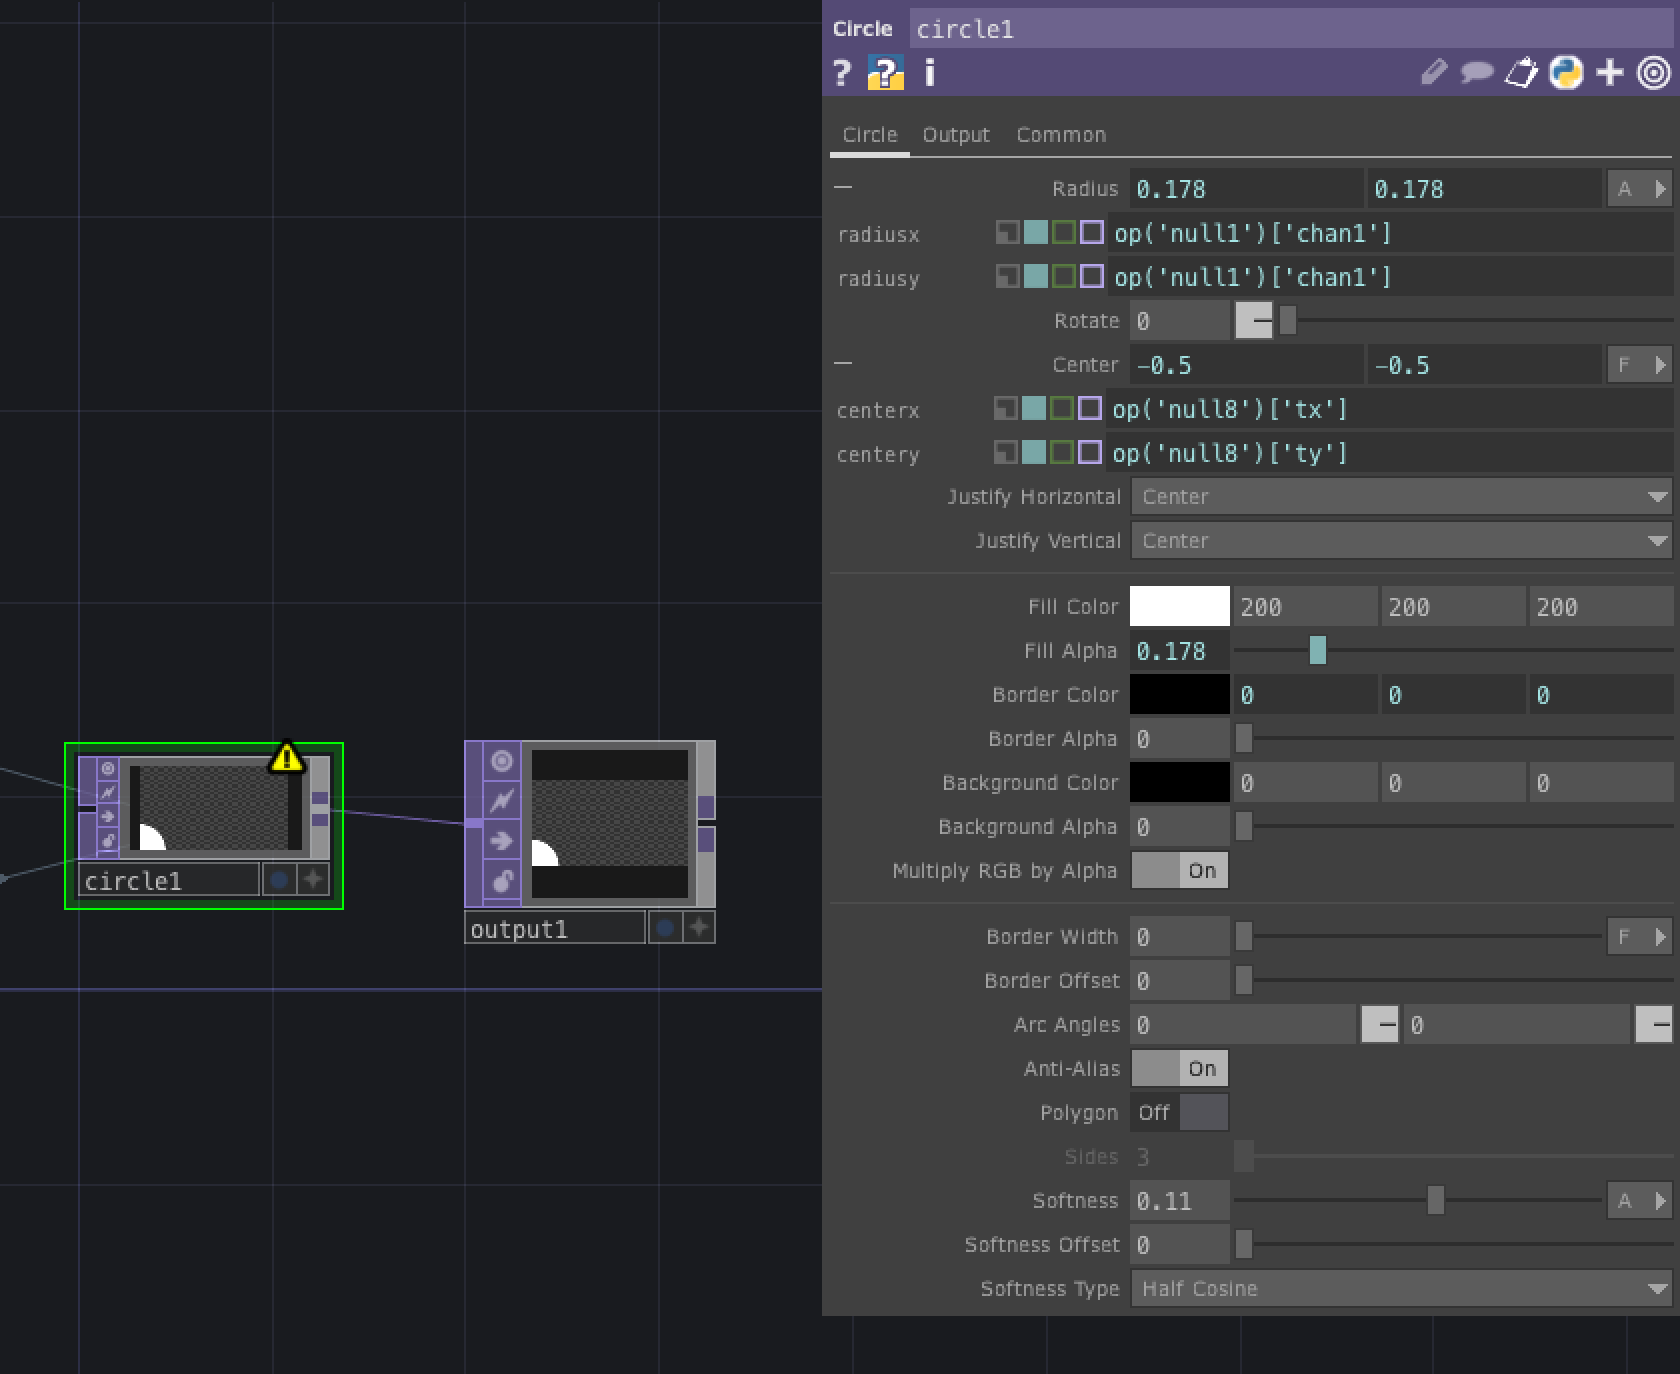 Circle circle1
? ? i
Circle Output Common
Radius 0.178 0.178 A
radiusx op('null1')['chan1']
radiusy op('null1')['chan1']
Rotate 0
Center -0.5 -0.5 F
centerx op('null8')['tx']
centery op('null8')['ty']
Justify Horizontal Center
Justify Vertical Center
Fill Color 200 200 200
Fill Alpha 0.178
Border Color 0 0 0
Border Alpha 0
Background Color 0 0 0
Background Alpha 0
Multiply RGB by Alpha On
Border Width 0 F
Border Offset 0
Arc Angles 0 0
Anti-Alias On
Polygon Off
Sides 3
Softness 0.11 A
Softness Offset 0
Softness Type Half Cosine
circle1
output1